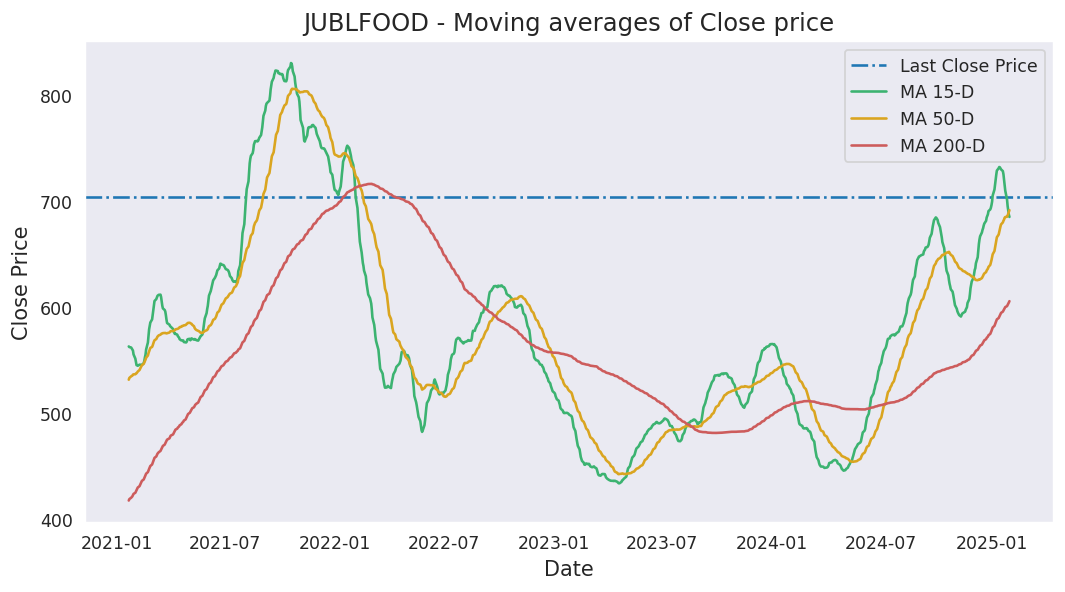 JUBLFOOD - Moving averages of Close price
Last Close Price
MA 15-D
MA 50-D
MA 200-D
Close Price
800
700
600
500
400
2021-01 2021-07 2022-01 2022-07 2023-01 2023-07 2024-01 2024-07 2025-01
Date